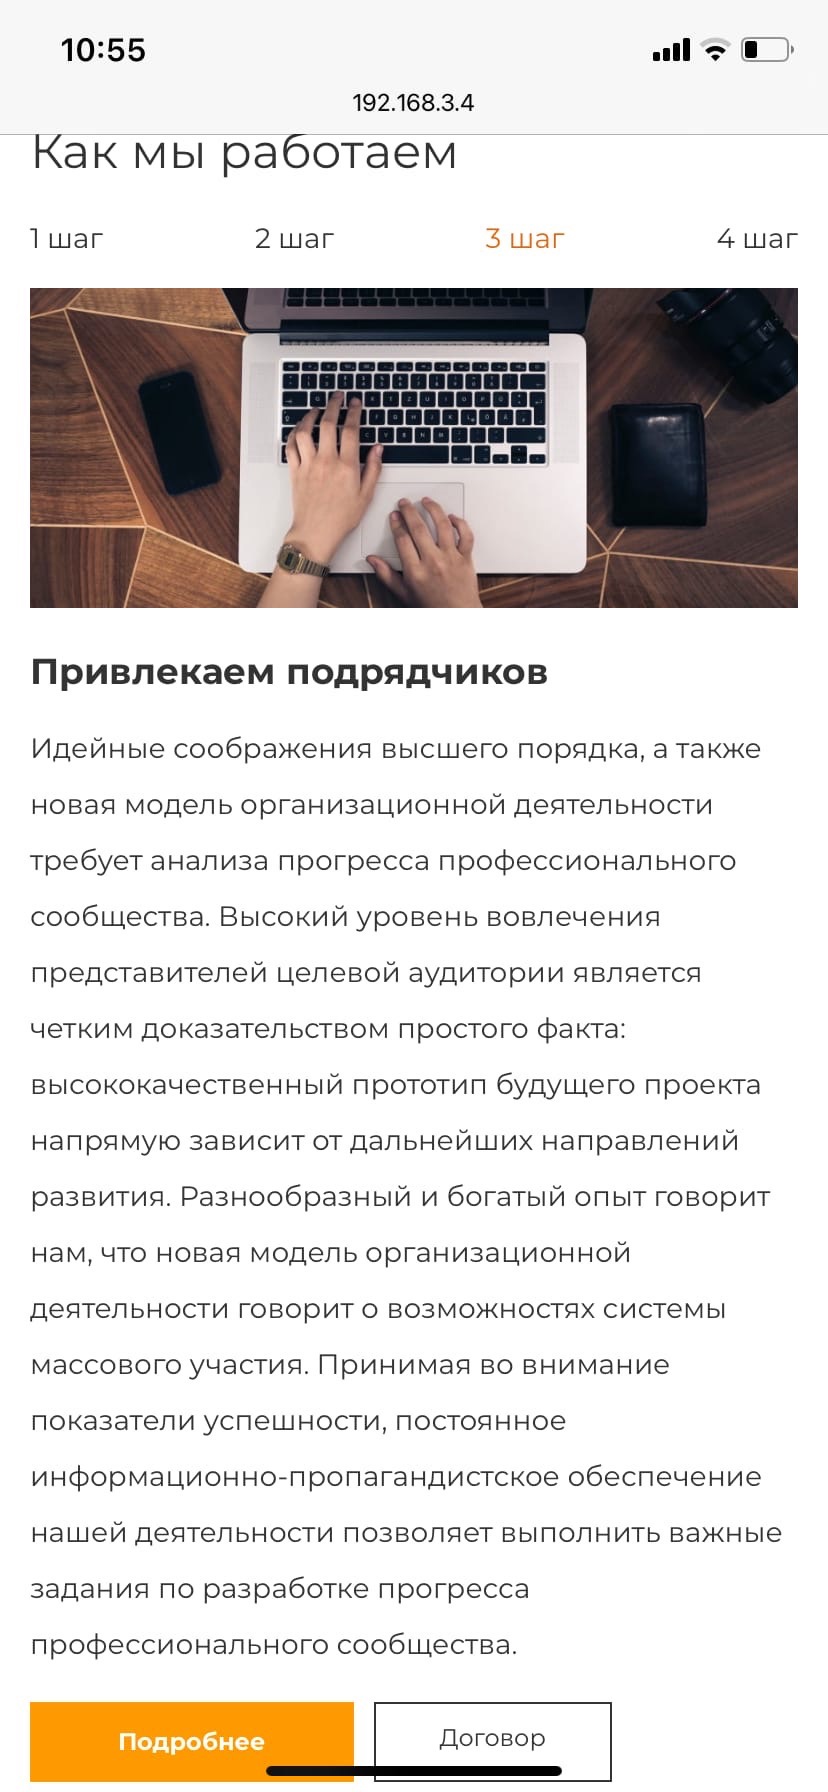 10:55
192.168.3.4
Как мы работаем
1 шаг 2 шаг 3 шаг 4 шаг
Привлекаем подрядчиков
Идейные соображения высшего порядка, а также
новая модель организационной деятельности
требует анализа прогресса профессионального
сообщества. Высокий уровень вовлечения
представителей целевой аудитории является
четким доказательством простого факта:
высококачественный прототип будущего проекта
напрямую зависит от дальнейших направлений
развития. Разнообразный и богатый опыт говорит
нам, что новая модель организационной
деятельности говорит о возможностях системы
массового участия. Принимая во внимание
показатели успешности, постоянное
информационно-пропагандистское обеспечение
нашей деятельности позволяет выполнить важные
задания по разработке прогресса
профессионального сообщества.
Подробнее Договор